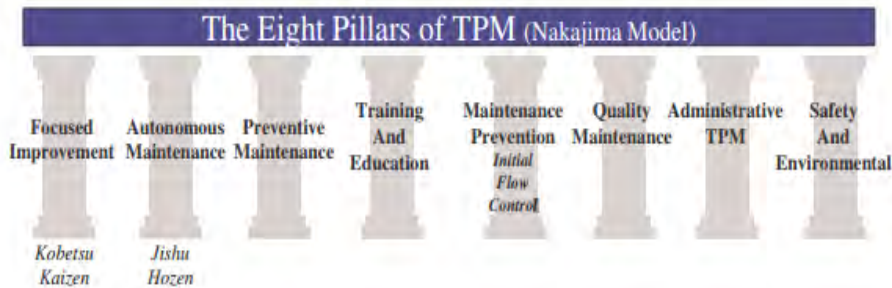 The Eight Pillars of TPM (Nakajima Model)
Focused
Improvement
Autonomous
Maintenance
Preventive
Maintenance
Training
And
Education
Maintenance
Prevention
Initial
Flow
Control
Quality
Maintenance
Administrative
TPM
Safety
And
Environmental
Kobetsu
Kaizen
Jishu
Hozen